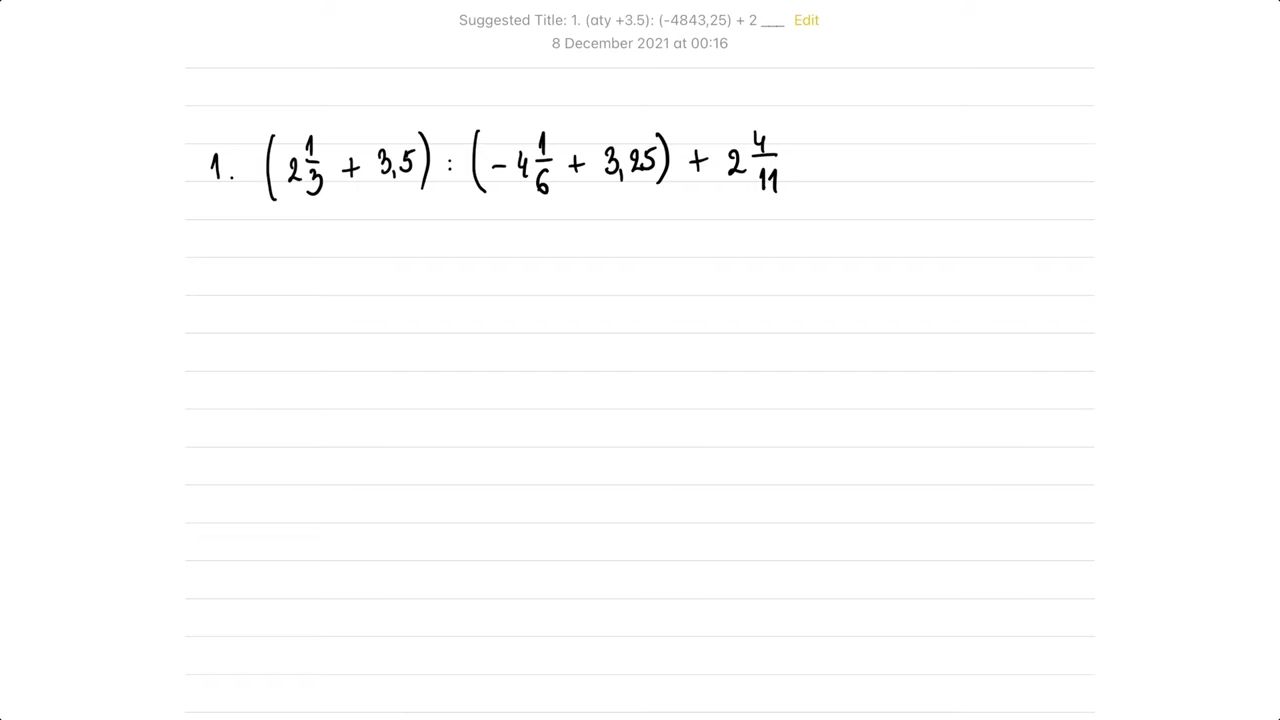 Suggested Title: 1. (aty +3.5): (-4843,25) + 2 ___ Edit
8 December 2021 at 00:16
1. (2 1/3 + 3,5) : (-4 1/6 + 3,25) + 2 4/11